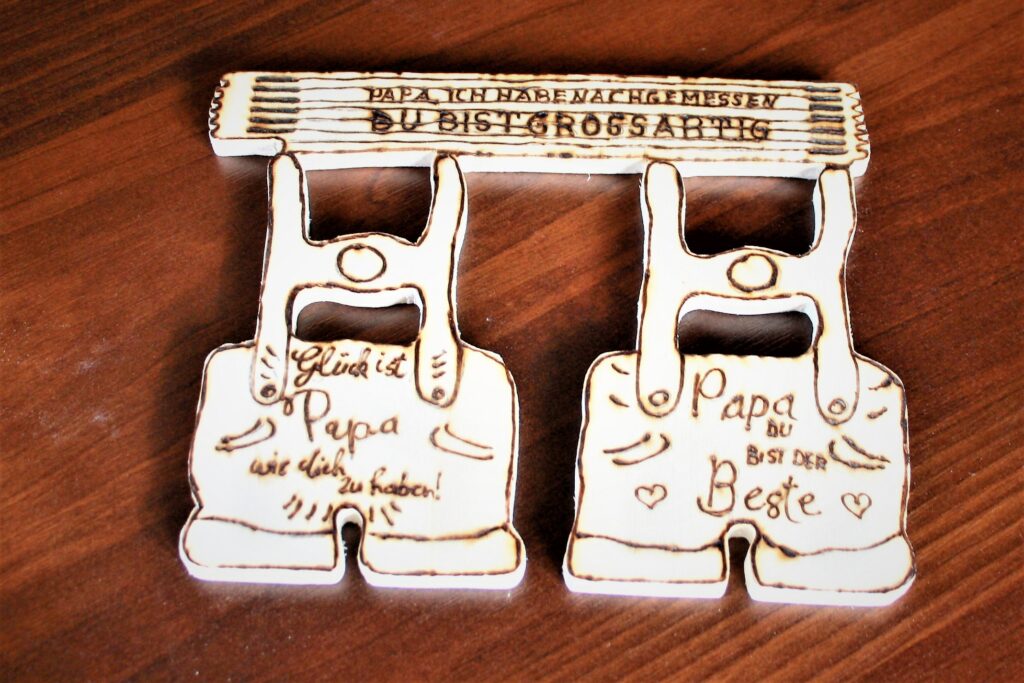 PAPA, ICH HABE NACHGEMESSEN
DU BIST GROSSARTIG
Glück ist
Papa
wie dich
zu haben!
Papa
DU
BIST DER
Beste